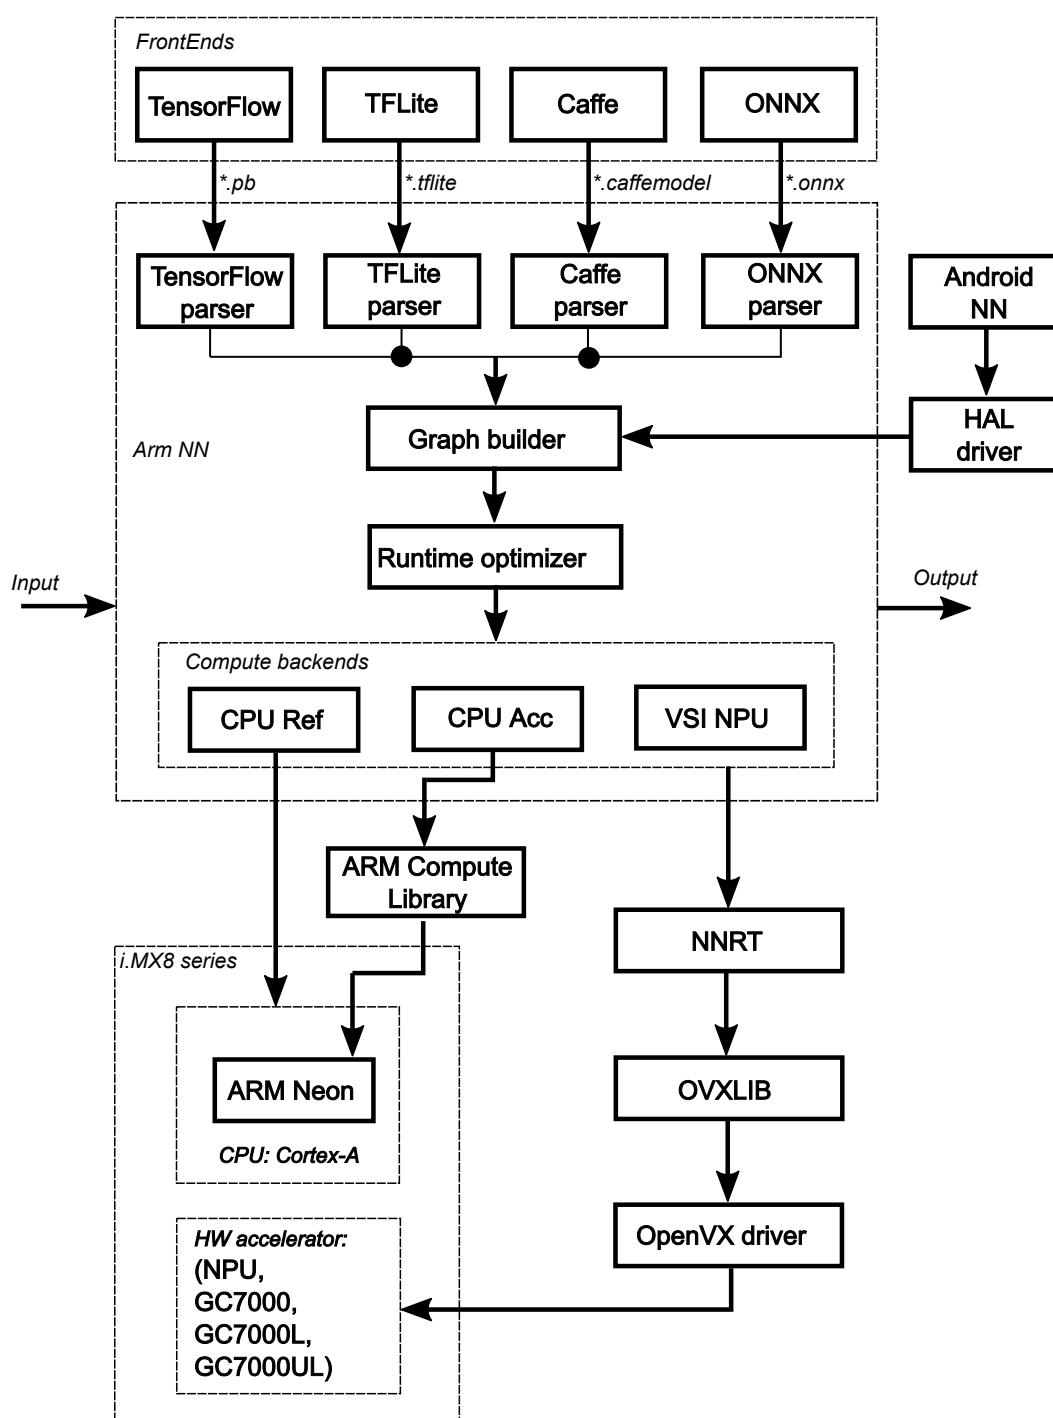 FrontEnds
TensorFlow
TFLite
Caffe
ONNX
*.pb
*.tflite
*.caffemodel
*.onnx
TensorFlow
parser
TFLite
parser
Caffe
parser
ONNX
parser
Android
NN
HAL
driver
Arm NN
Graph builder
Runtime optimizer
Input
Output
Compute backends
CPU Ref
CPU Acc
VSI NPU
ARM Compute
Library
NNRT
i.MX8 series
ARM Neon
CPU: Cortex-A
OVXLIB
OpenVX driver
HW accelerator:
(NPU,
GC7000,
GC7000L,
GC7000UL)